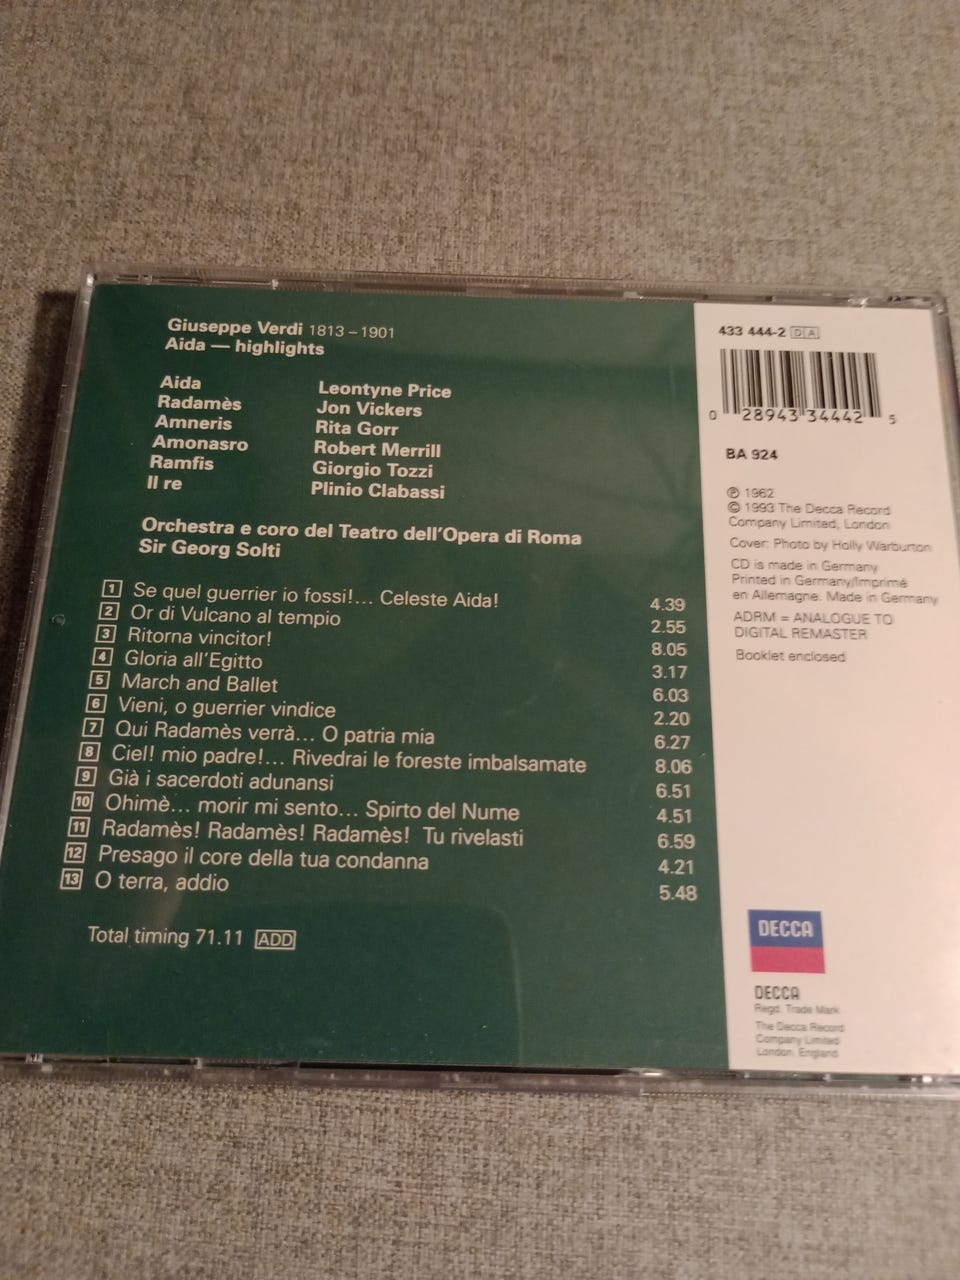 Giuseppe Verdi 1813 – 1901
Aida — highlights
Aida Leontyne Price
Radamès Jon Vickers
Amneris Rita Gorr
Amonasro Robert Merrill
Ramfis Giorgio Tozzi
Il re Plinio Clabassi
Orchestra e coro del Teatro dell'Opera di Roma
Sir Georg Solti
1 Se quel guerrier io fossi!... Celeste Aida! 4.39
2 Or di Vulcano al tempio 2.55
3 Ritorna vincitor! 8.05
4 Gloria all'Egitto 3.17
5 March and Ballet 6.03
6 Vieni, o guerrier vindice 2.20
7 Qui Radamès verrà... O patria mia 6.27
8 Ciel! mio padre!... Rivedrai le foreste imbalsamate 8.06
9 Già i sacerdoti adunansi 6.51
10 Ohimè... morir mi sento... Spirto del Nume 4.51
11 Radamès! Radamès! Radamès! Tu rivelasti 6.59
12 Presago il core della tua condanna 4.21
13 O terra, addio 5.48
Total timing 71.11 ADD
433 444-2 DA
0 28943 34442 5
BA 924
℗ 1962
© 1993 The Decca Record
Company Limited, London
Cover: Photo by Holly Warburton
CD is made in Germany
Printed in Germany/Imprimé
en Allemagne. Made in Germany
ADRM = ANALOGUE TO
DIGITAL REMASTER
Booklet enclosed
DECCA
DECCA
Regd. Trade Mark
The Decca Record
Company Limited
London. England